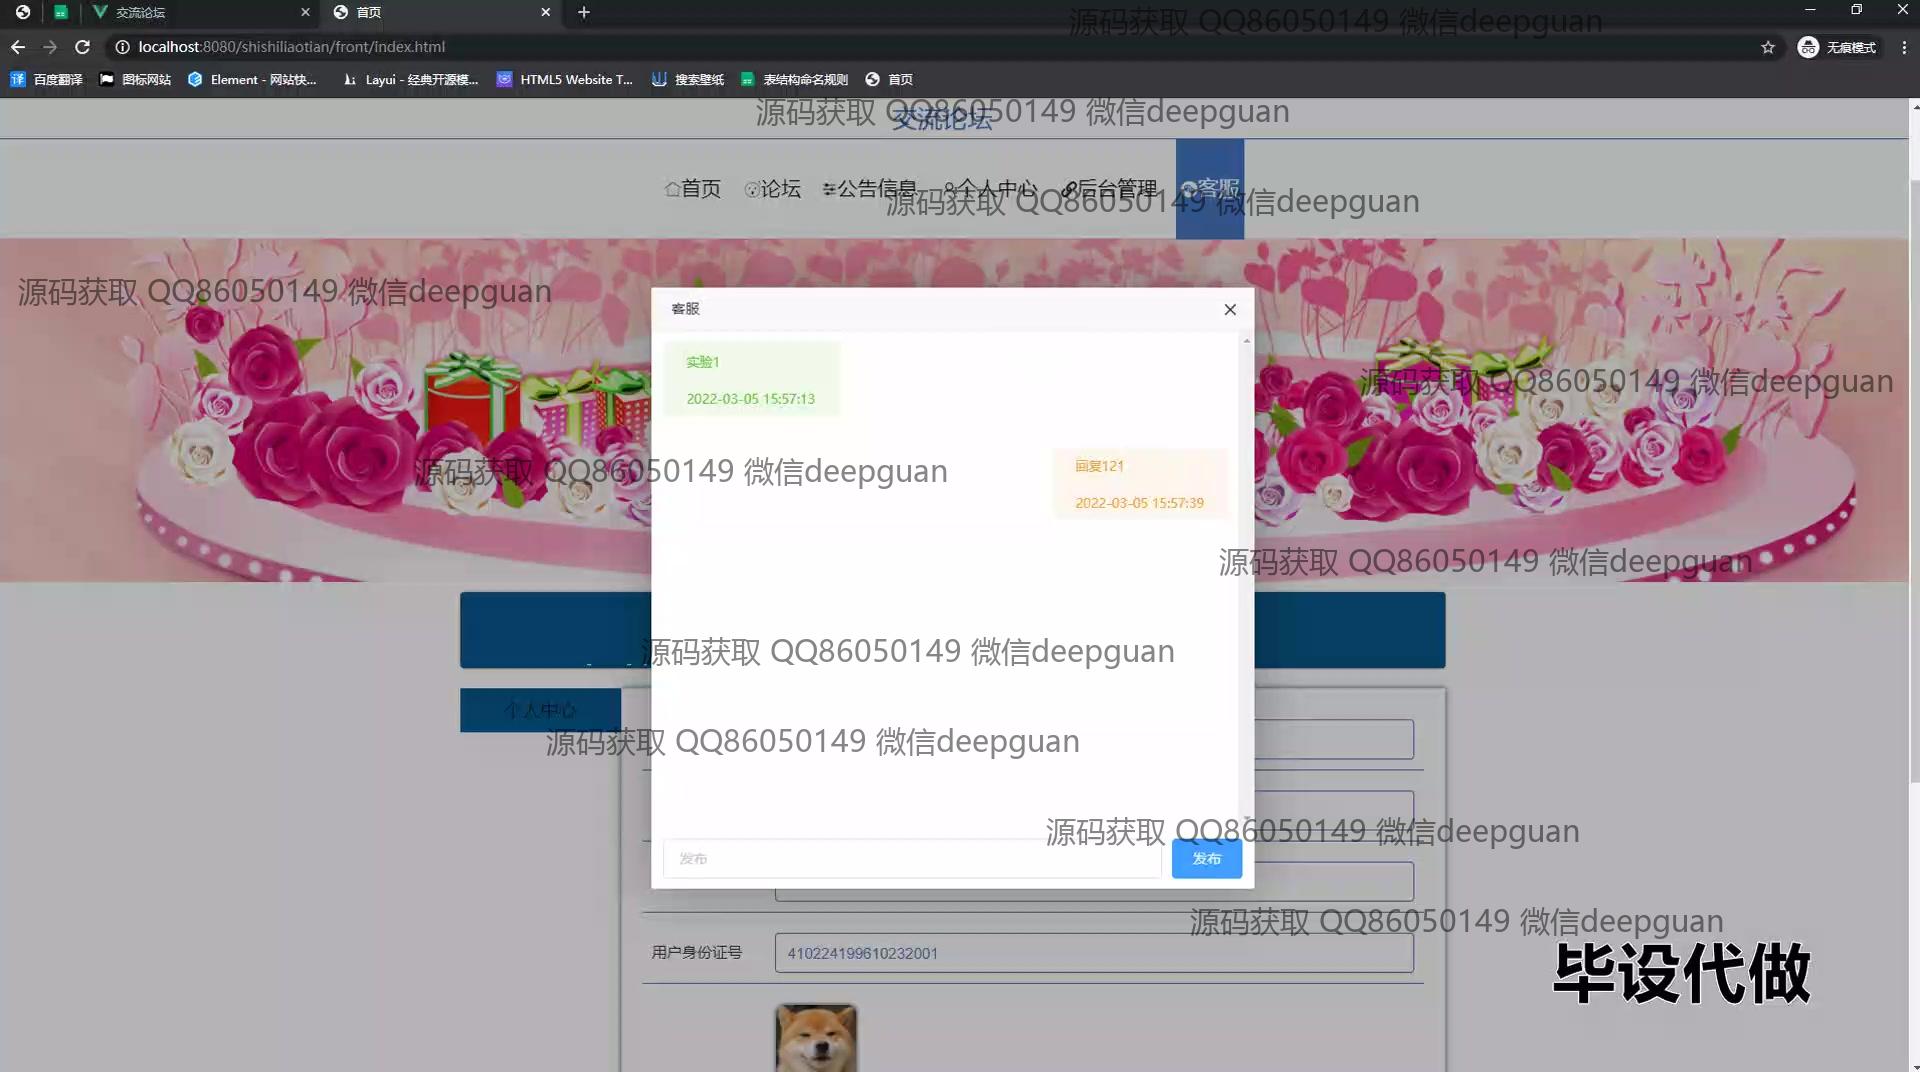 交流论坛
首页
localhost:8080/shishiliaotian/front/index.html
无痕模式
百度翻译
图标网站
Element - 网站快...
Layui - 经典开源模...
HTML5 Website T...
搜索壁纸
表结构命名规则
首页
源码获取 QQ86050149 微信deepguan
源码获取 QQ86050149 微信deepguan
交流论坛
首页
论坛
公告信息
个人中心
后台管理
客服
源码获取 QQ86050149 微信deepguan
源码获取 QQ86050149 微信deepguan
客服
实验1
2022-03-05 15:57:13
源码获取 QQ86050149 微信deepguan
回复121
2022-03-05 15:57:39
源码获取 QQ86050149 微信deepguan
源码获取 QQ86050149 微信deepguan
源码获取 QQ86050149 微信deepguan
个人中心
源码获取 QQ86050149 微信deepguan
源码获取 QQ86050149 微信deepguan
发布
发布
源码获取 QQ86050149 微信deepguan
用户身份证号
410224199610232001
毕设代做